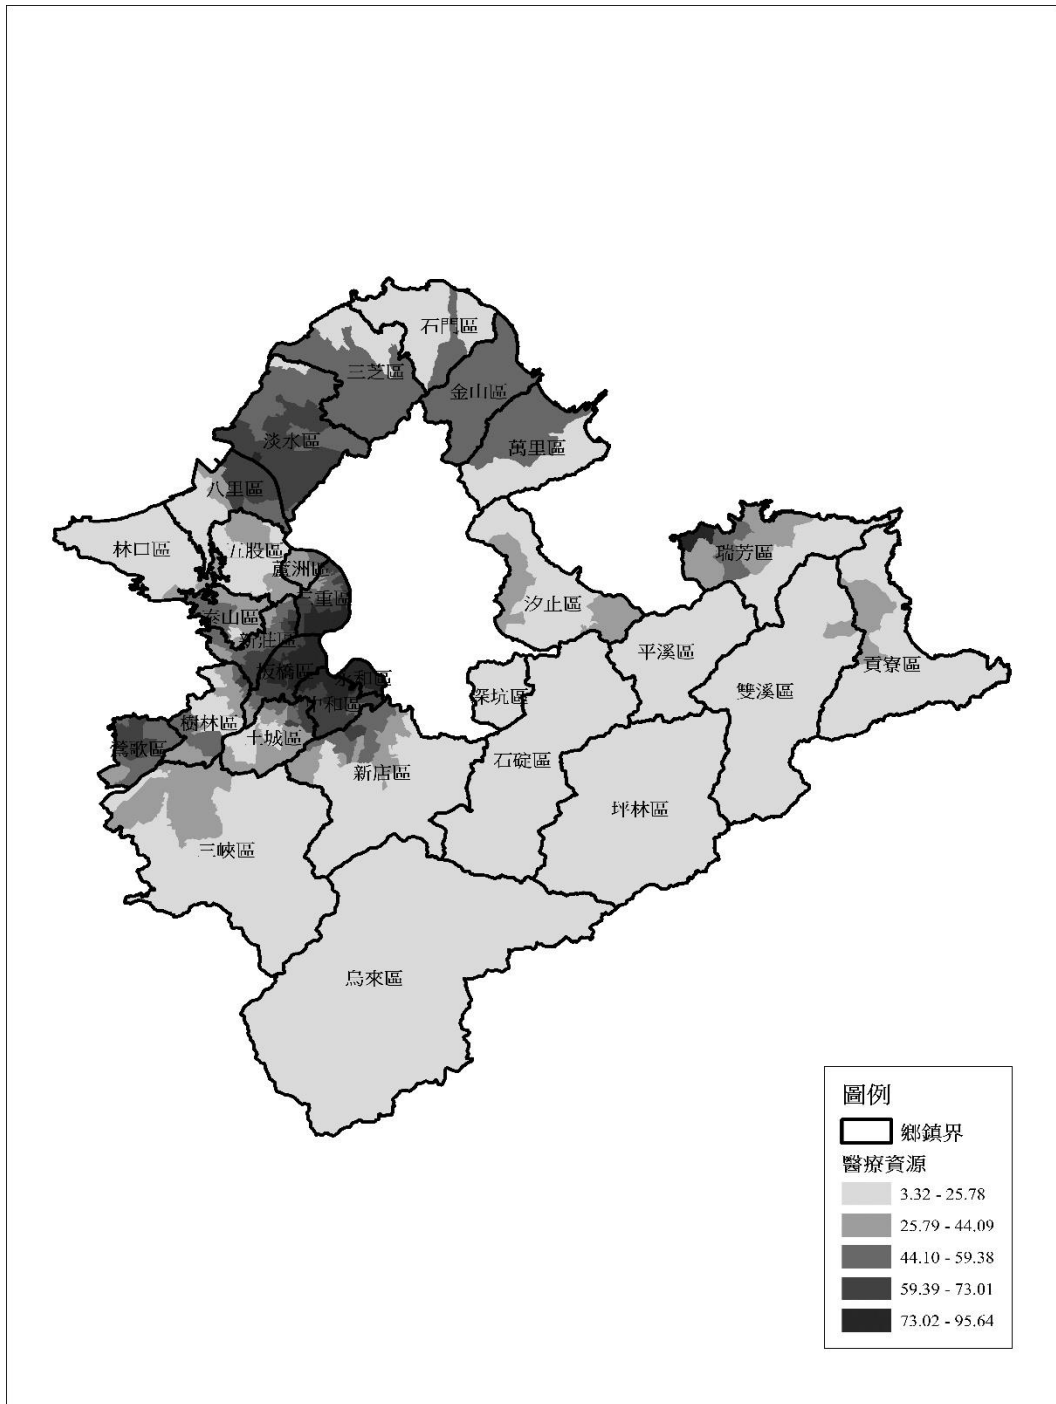 石門區
三芝區
金山區
淡水區
萬里區
八里區
林口區
五股區
瑞芳區
蘆洲區
三重區
汐止區
泰山區
新莊區
平溪區
板橋區
永和區
貢寮區
深坑區
雙溪區
中和區
樹林區
土城區
鶯歌區
石碇區
新店區
坪林區
三峽區
烏來區
圖例
鄉鎮界
醫療資源
3.32 - 25.78
25.79 - 44.09
44.10 - 59.38
59.39 - 73.01
73.02 - 95.64